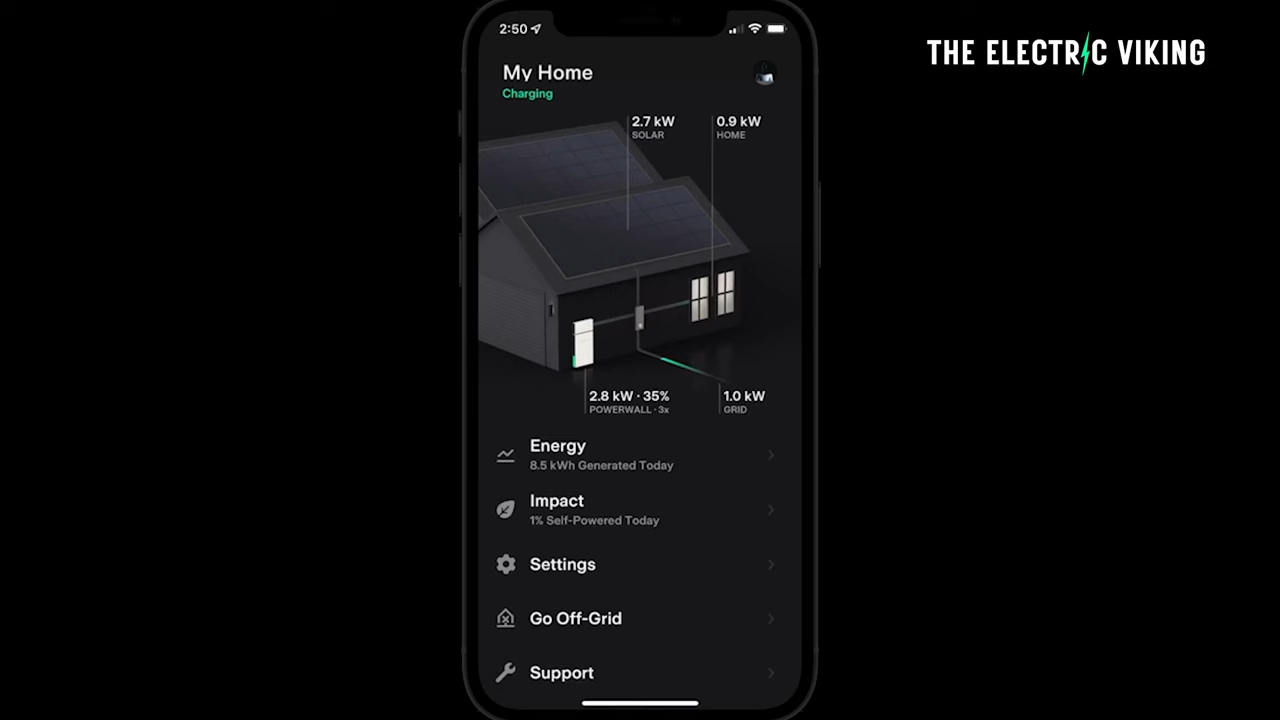 2:50
THE ELECTRIC VIKING
My Home
Charging
2.7 kW
SOLAR
0.9 kW
HOME
2.8 kW · 35%
POWERWALL · 3x
1.0 kW
GRID
Energy
8.5 kWh Generated Today
Impact
1% Self-Powered Today
Settings
Go Off-Grid
Support